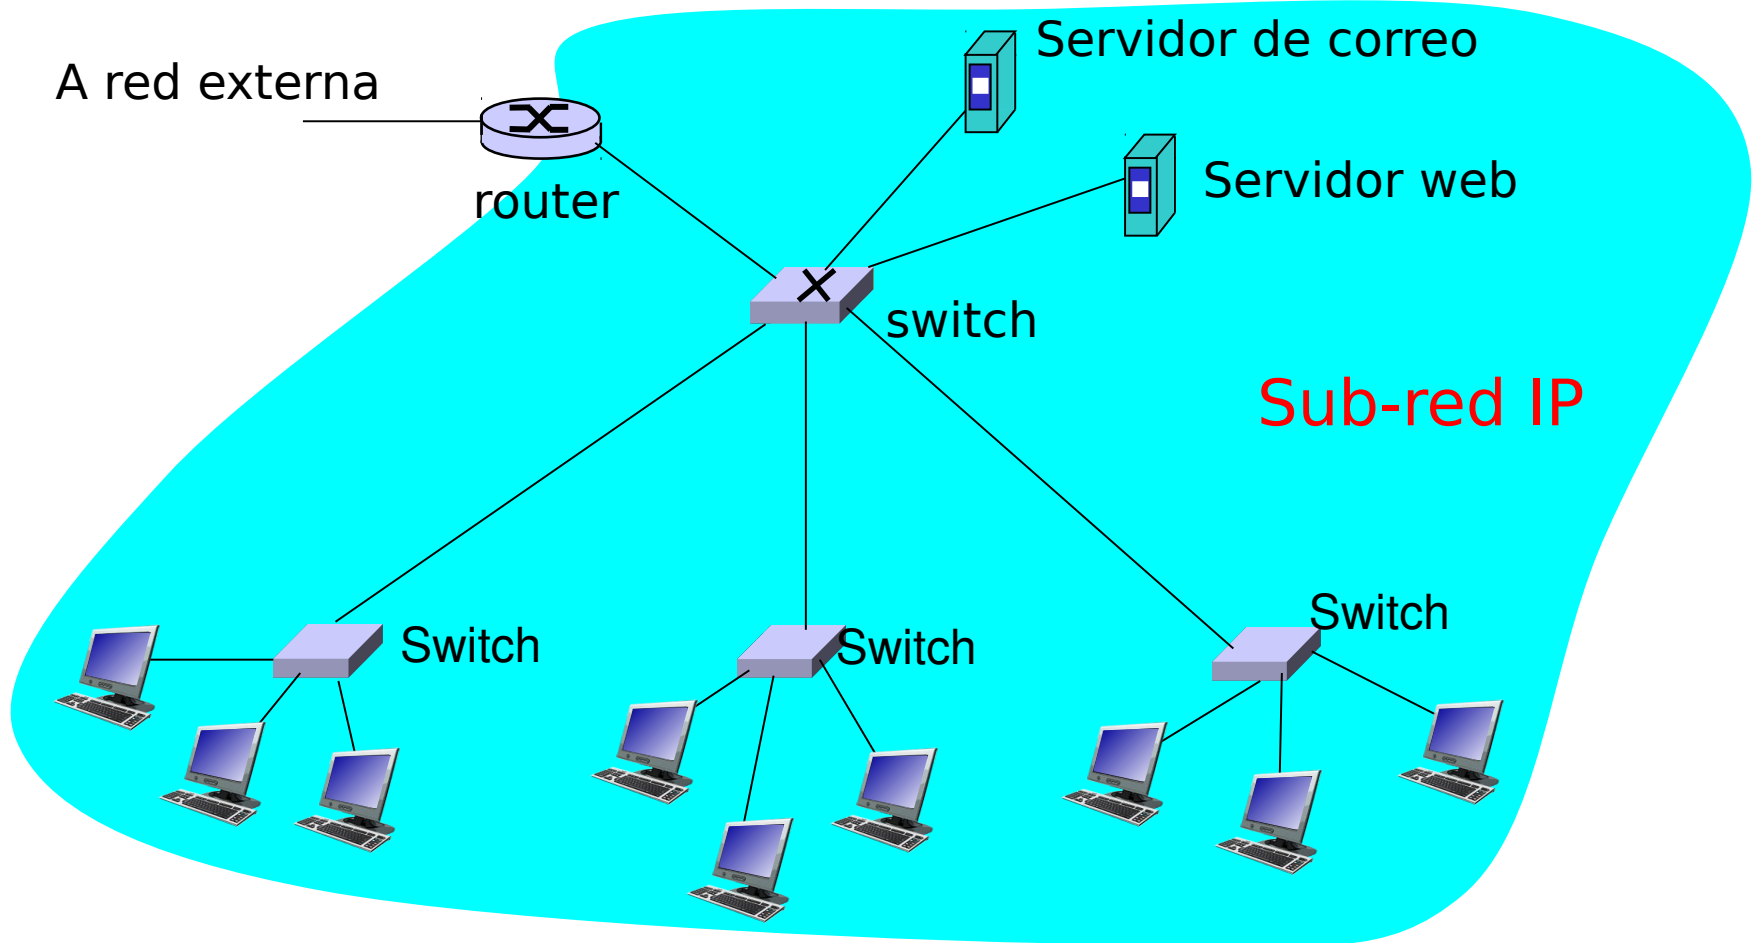 Servidor de correo
A red externa
Servidor web
router
switch
Sub-red IP
Switch
Switch
Switch